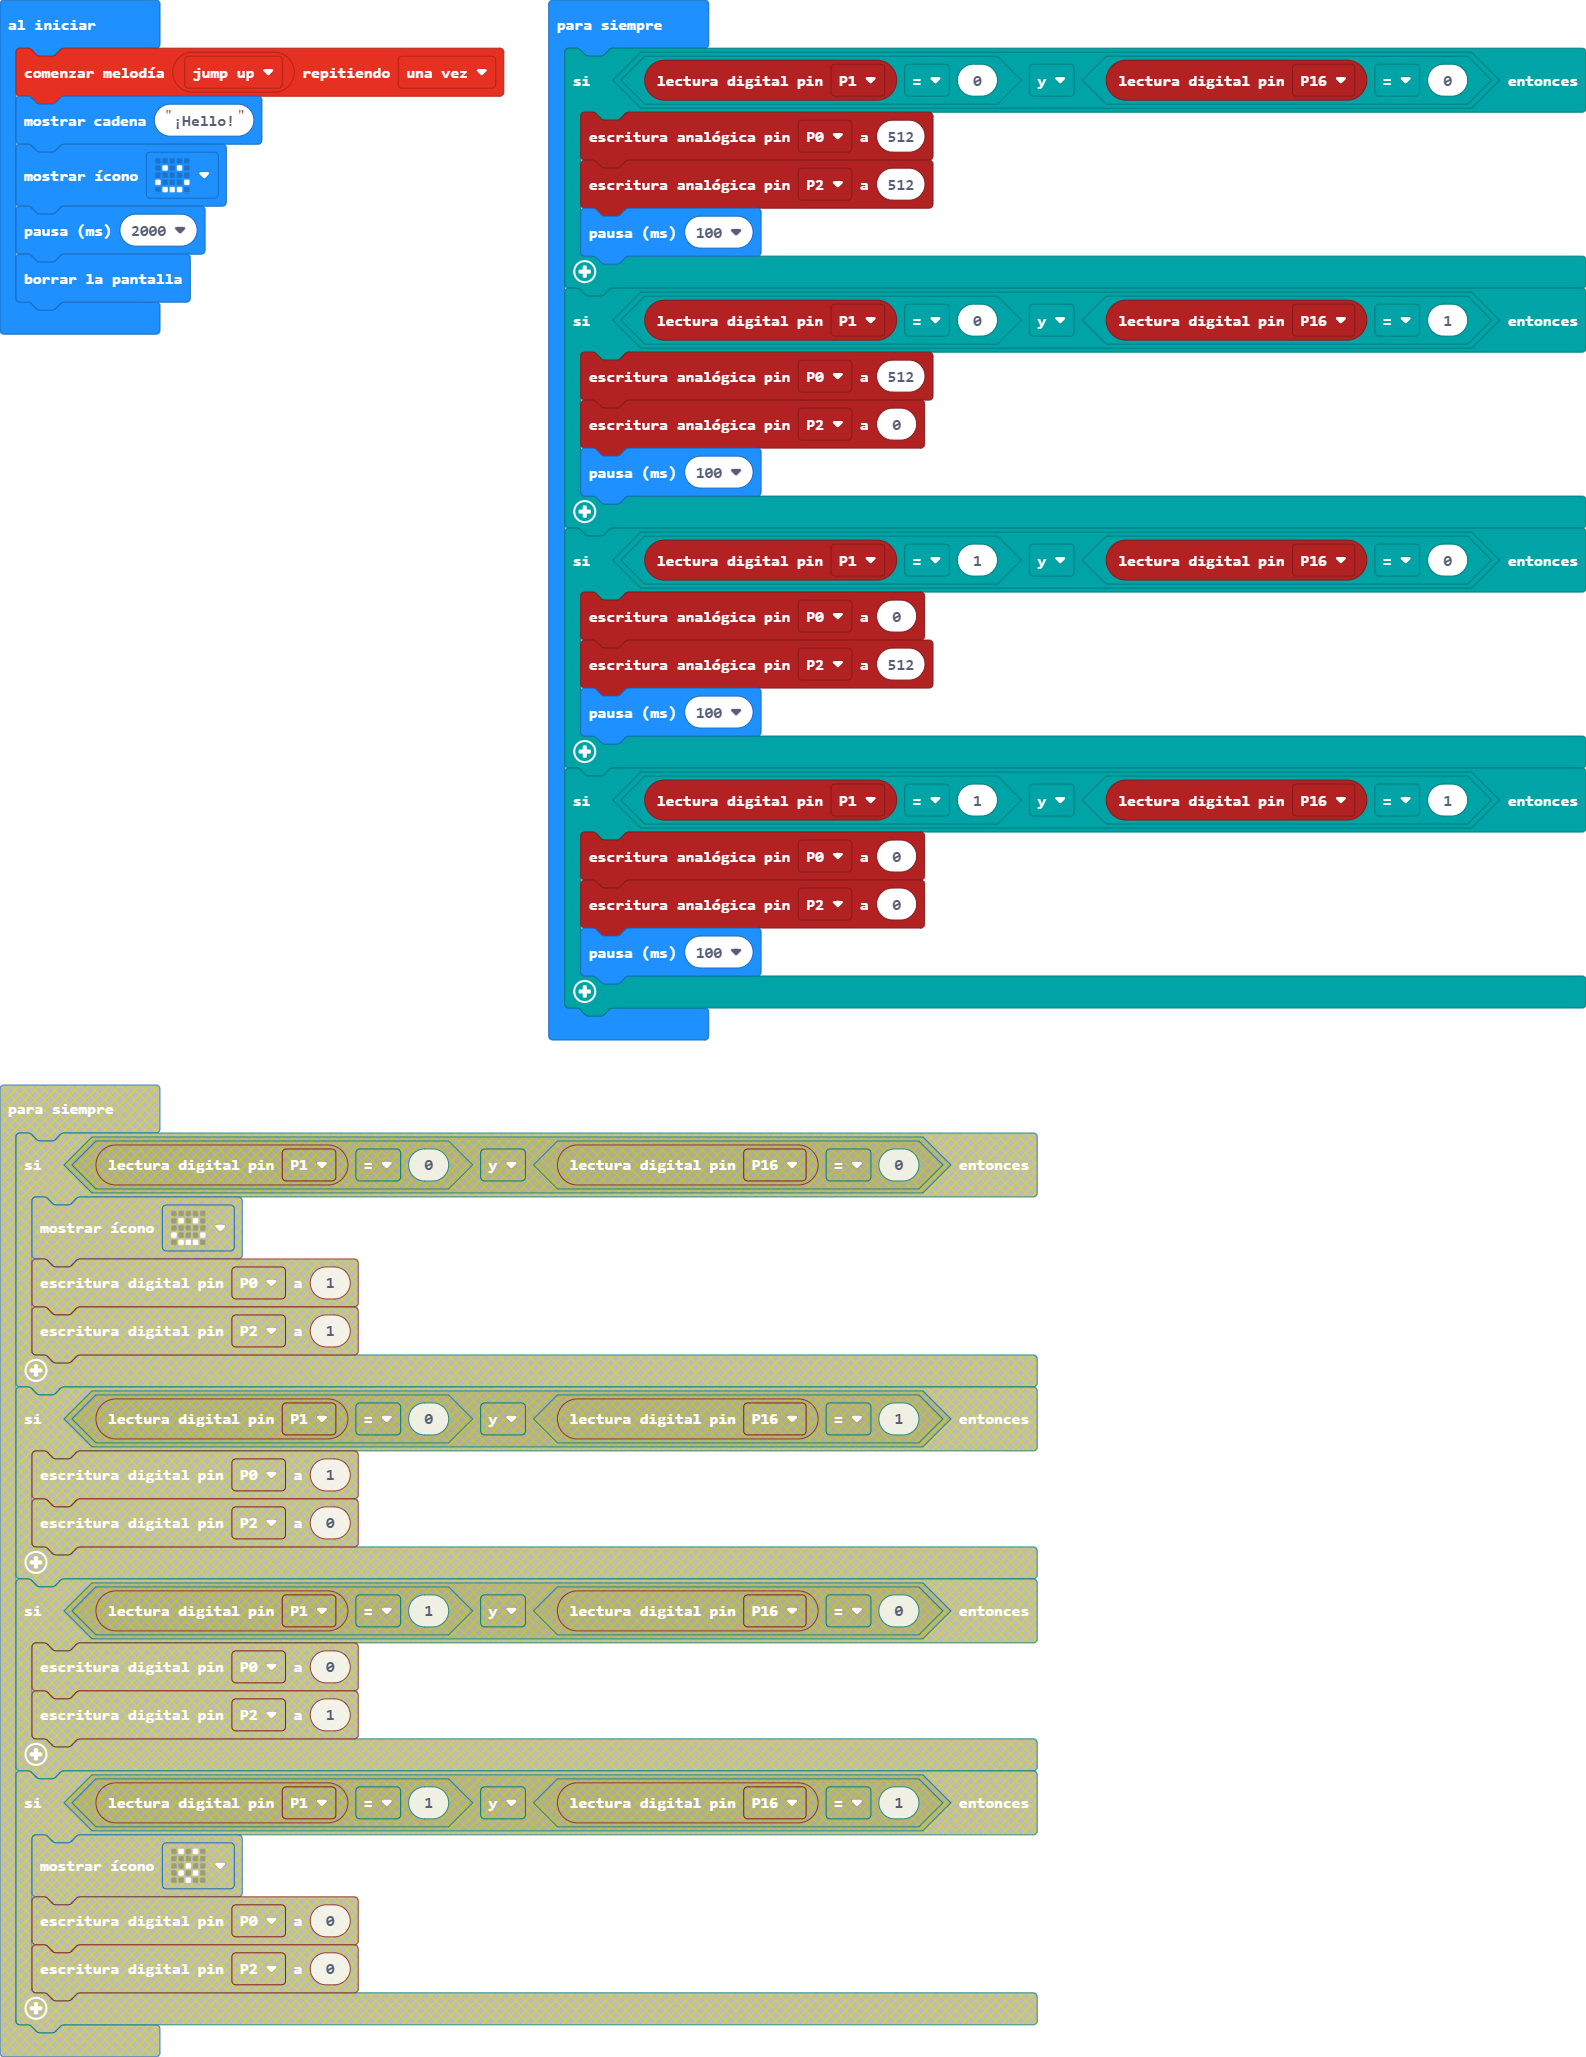 al iniciar
comenzar melodía jump up repitiendo una vez
mostrar cadena "¡Hello!"
mostrar ícono
pausa (ms) 2000
borrar la pantalla
para siempre
si lectura digital pin P1 = 0 y lectura digital pin P16 = 0 entonces
escritura analógica pin P0 a 512
escritura analógica pin P2 a 512
pausa (ms) 100
si lectura digital pin P1 = 0 y lectura digital pin P16 = 1 entonces
escritura analógica pin P0 a 512
escritura analógica pin P2 a 0
pausa (ms) 100
si lectura digital pin P1 = 1 y lectura digital pin P16 = 0 entonces
escritura analógica pin P0 a 0
escritura analógica pin P2 a 512
pausa (ms) 100
si lectura digital pin P1 = 1 y lectura digital pin P16 = 1 entonces
escritura analógica pin P0 a 0
escritura analógica pin P2 a 0
pausa (ms) 100
para siempre
si lectura digital pin P1 = 0 y lectura digital pin P16 = 0 entonces
mostrar ícono
escritura digital pin P0 a 1
escritura digital pin P2 a 1
si lectura digital pin P1 = 0 y lectura digital pin P16 = 1 entonces
escritura digital pin P0 a 1
escritura digital pin P2 a 0
si lectura digital pin P1 = 1 y lectura digital pin P16 = 0 entonces
escritura digital pin P0 a 0
escritura digital pin P2 a 1
si lectura digital pin P1 = 1 y lectura digital pin P16 = 1 entonces
mostrar ícono
escritura digital pin P0 a 0
escritura digital pin P2 a 0